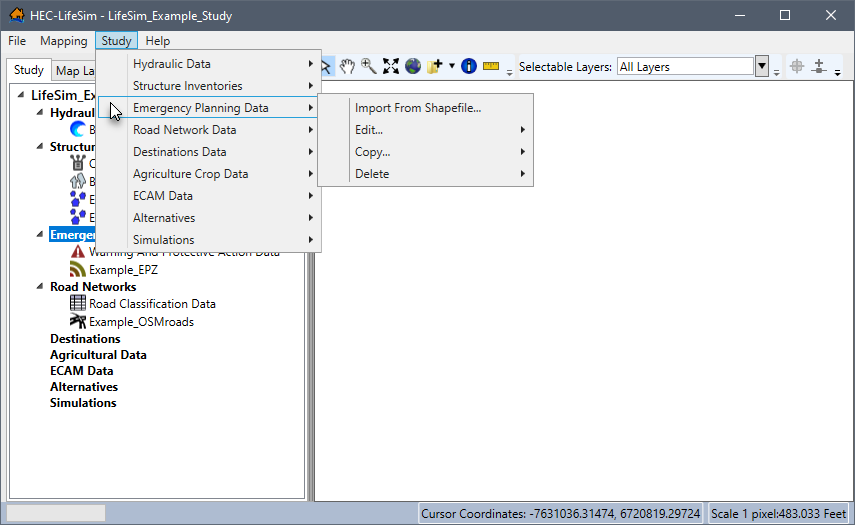 HEC-LifeSim - LifeSim_Example_Study
File Mapping Study Help
Study Map La
Hydraulic Data
Structure Inventories
Emergency Planning Data
Road Network Data
Destinations Data
Agriculture Crop Data
ECAM Data
Alternatives
Simulations
Import From Shapefile...
Edit...
Copy...
Delete
Selectable Layers: All Layers
LifeSim_Ex
Hydraul
B
Structur
C
B
E
E
Emergen
Warning And Protective Action Data
Example_EPZ
Road Networks
Road Classification Data
Example_OSMroads
Destinations
Agricultural Data
ECAM Data
Alternatives
Simulations
Cursor Coordinates: -7631036.31474, 6720819.29724 Scale 1 pixel:483.033 Feet